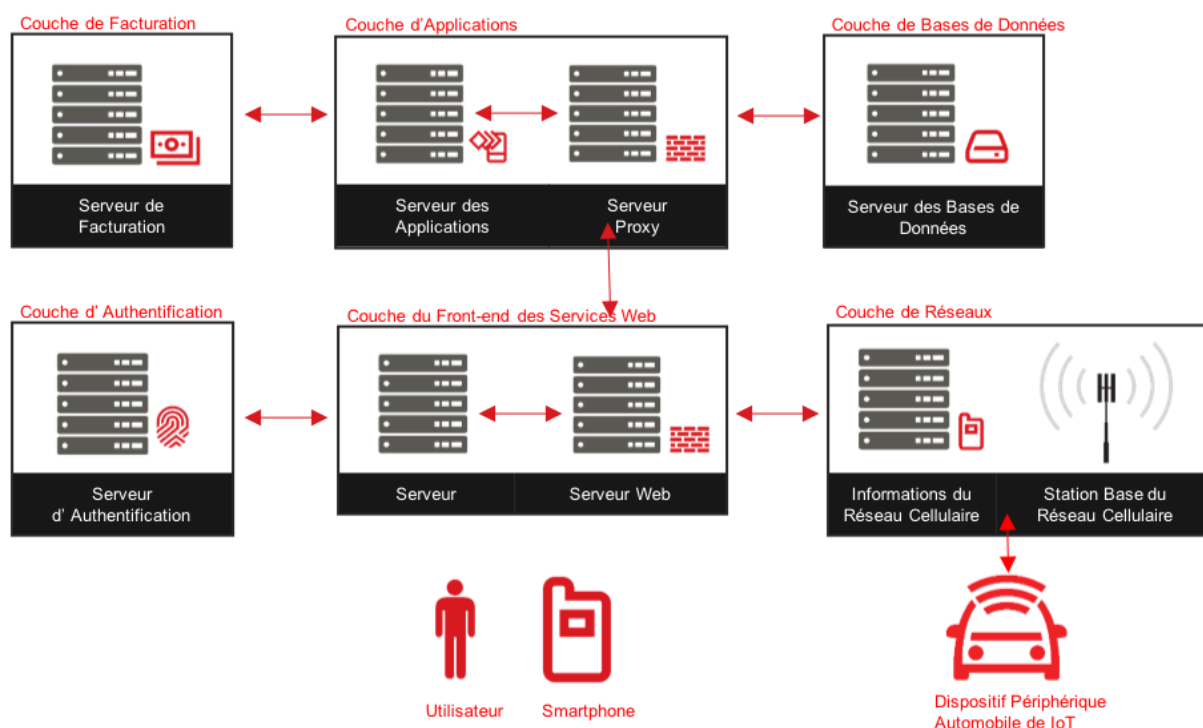 Couche de Facturation
Couche d'Applications
Couche de Bases de Données
Serveur de
Facturation
Serveur des
Applications
Serveur
Proxy
Serveur des Bases de
Données
Couche d' Authentification
Couche du Front-end des Services Web
Couche de Réseaux
Serveur
d' Authentification
Serveur
Serveur Web
Informations du
Réseau Cellulaire
Station Base du
Réseau Cellulaire
Utilisateur
Smartphone
Dispositif Périphérique
Automobile de IoT